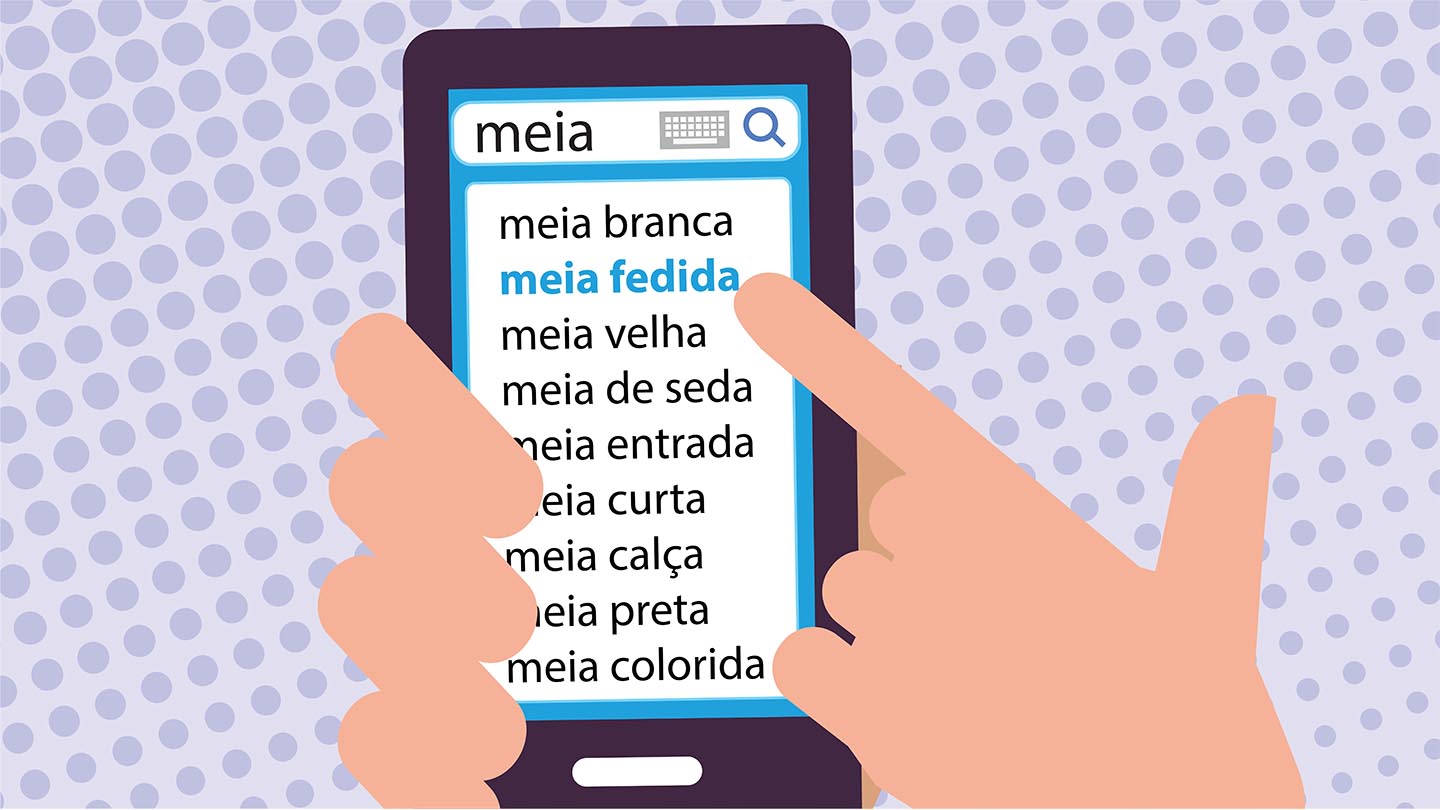 meia
meia branca
meia fedida
meia velha
meia de seda
meia entrada
meia curta
meia calça
meia preta
meia colorida